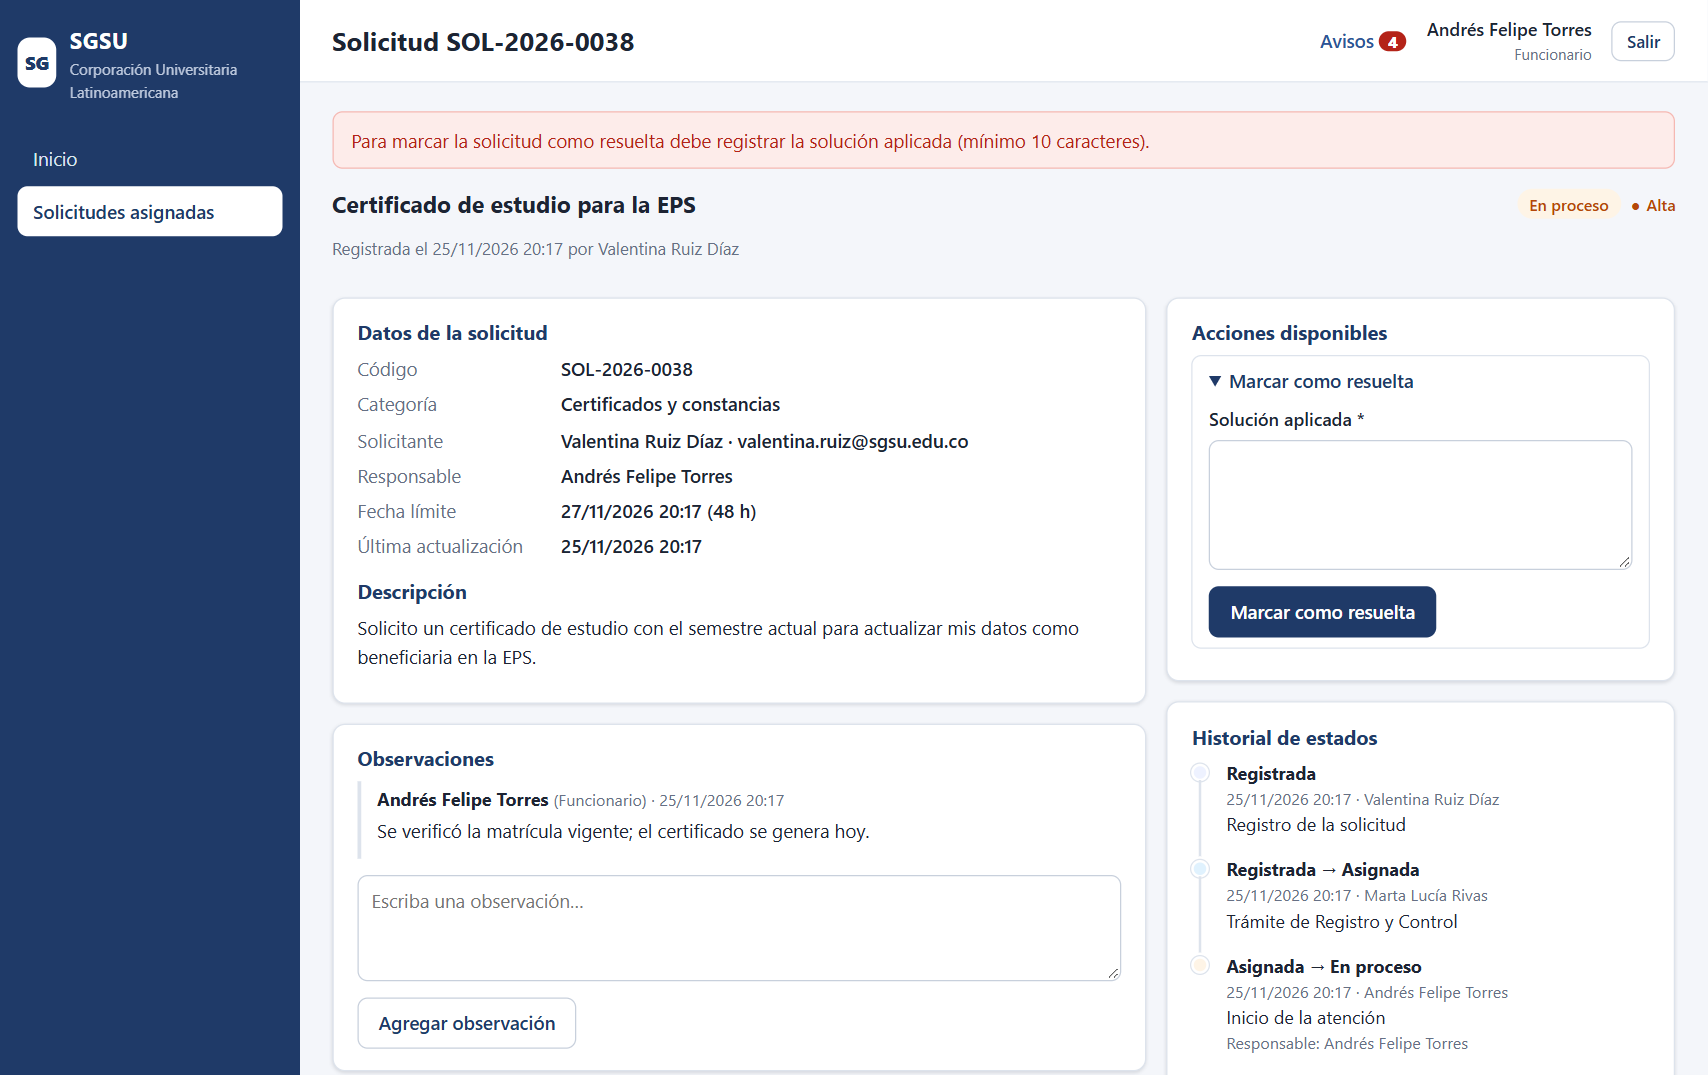 SG
SGSU
Corporación Universitaria
Latinoamericana
Inicio
Solicitudes asignadas
Solicitud SOL-2026-0038
Avisos 4
Andrés Felipe Torres
Funcionario
Salir
Para marcar la solicitud como resuelta debe registrar la solución aplicada (mínimo 10 caracteres).
Certificado de estudio para la EPS
En proceso
• Alta
Registrada el 25/11/2026 20:17 por Valentina Ruiz Díaz
Datos de la solicitud
Código SOL-2026-0038
Categoría Certificados y constancias
Solicitante Valentina Ruiz Díaz · valentina.ruiz@sgsu.edu.co
Responsable Andrés Felipe Torres
Fecha límite 27/11/2026 20:17 (48 h)
Última actualización 25/11/2026 20:17
Descripción
Solicito un certificado de estudio con el semestre actual para actualizar mis datos como
beneficiaria en la EPS.
Observaciones
Andrés Felipe Torres (Funcionario) · 25/11/2026 20:17
Se verificó la matrícula vigente; el certificado se genera hoy.
Escriba una observación...
Agregar observación
Acciones disponibles
▼ Marcar como resuelta
Solución aplicada *
Marcar como resuelta
Historial de estados
Registrada
25/11/2026 20:17 · Valentina Ruiz Díaz
Registro de la solicitud
Registrada → Asignada
25/11/2026 20:17 · Marta Lucía Rivas
Trámite de Registro y Control
Asignada → En proceso
25/11/2026 20:17 · Andrés Felipe Torres
Inicio de la atención
Responsable: Andrés Felipe Torres